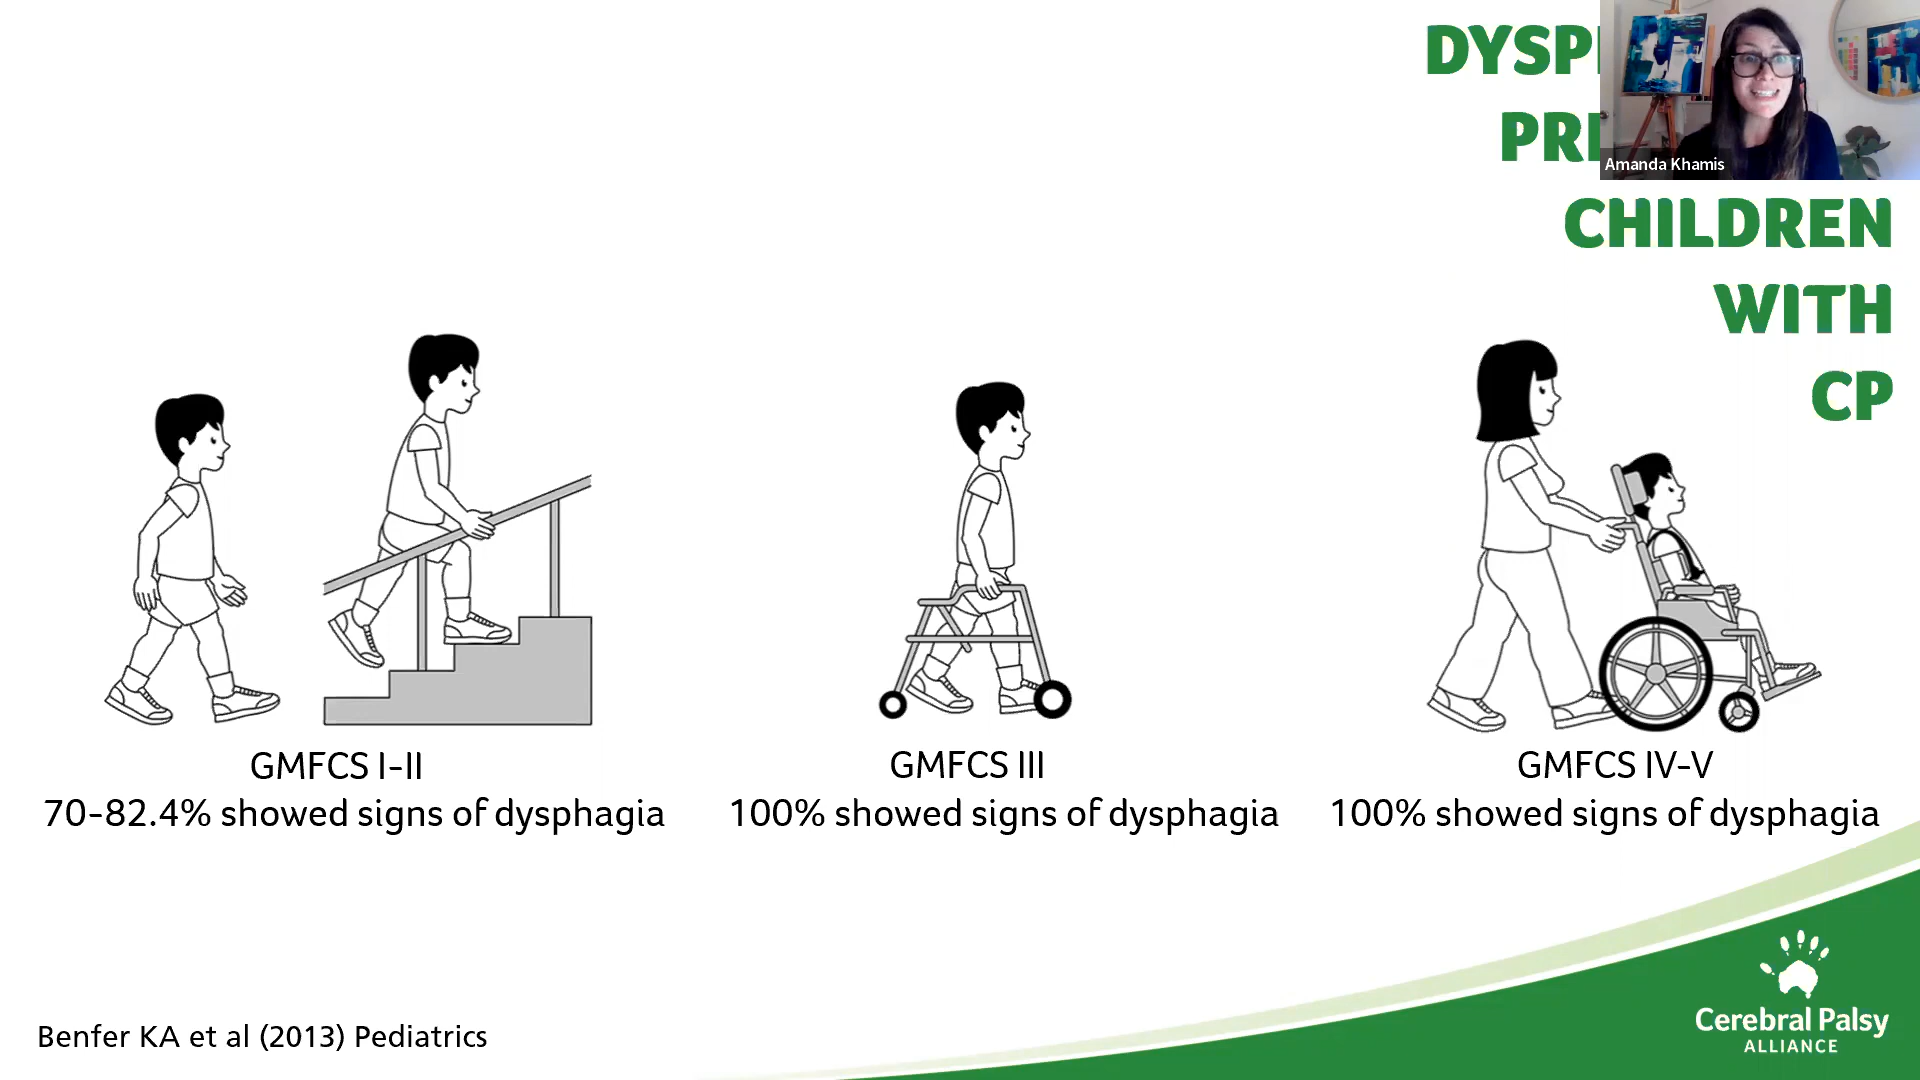 DYSP
PR
CHILDREN
WITH
CP
Amanda Khamis
GMFCS I-II
70-82.4% showed signs of dysphagia
GMFCS III
100% showed signs of dysphagia
GMFCS IV-V
100% showed signs of dysphagia
Benfer KA et al (2013) Pediatrics
Cerebral Palsy
ALLIANCE